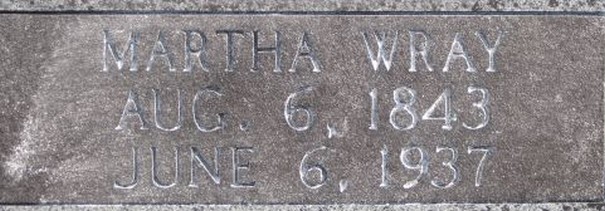 MARTHA WRAY
AUG. 6, 1843
JUNE 6, 1937